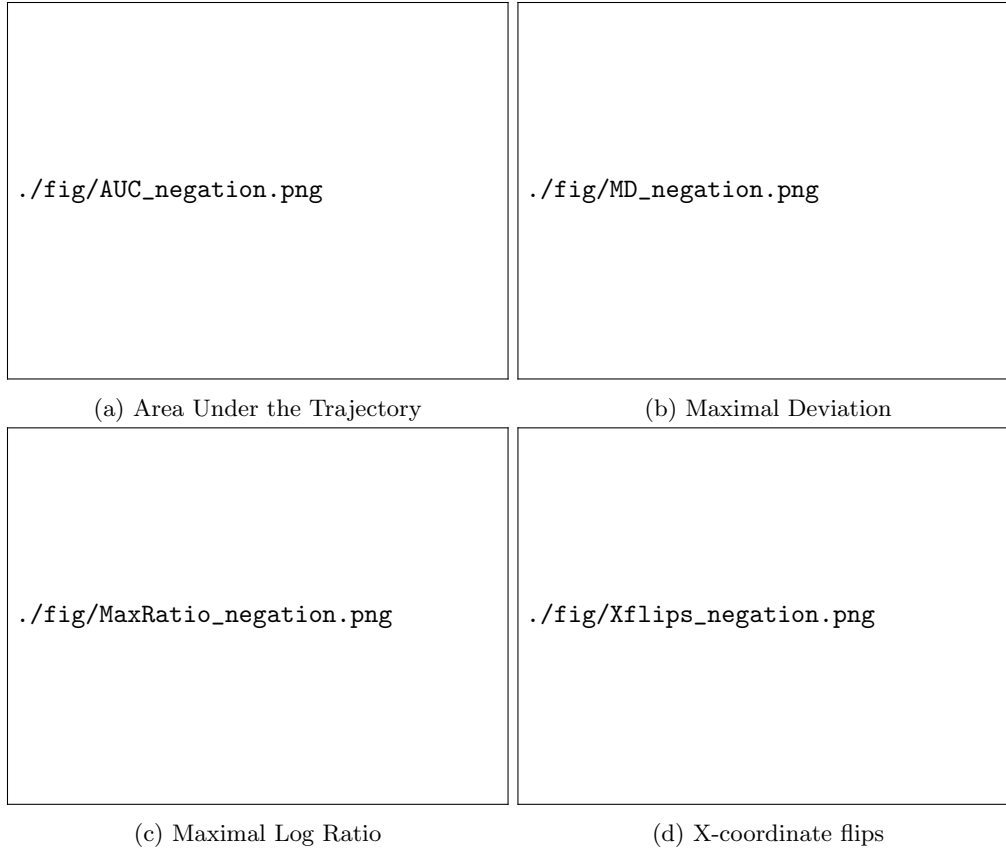 ./fig/AUC_negation.png
./fig/MD_negation.png
(a) Area Under the Trajectory
(b) Maximal Deviation
./fig/MaxRatio_negation.png
./fig/Xflips_negation.png
(c) Maximal Log Ratio
(d) X-coordinate flips